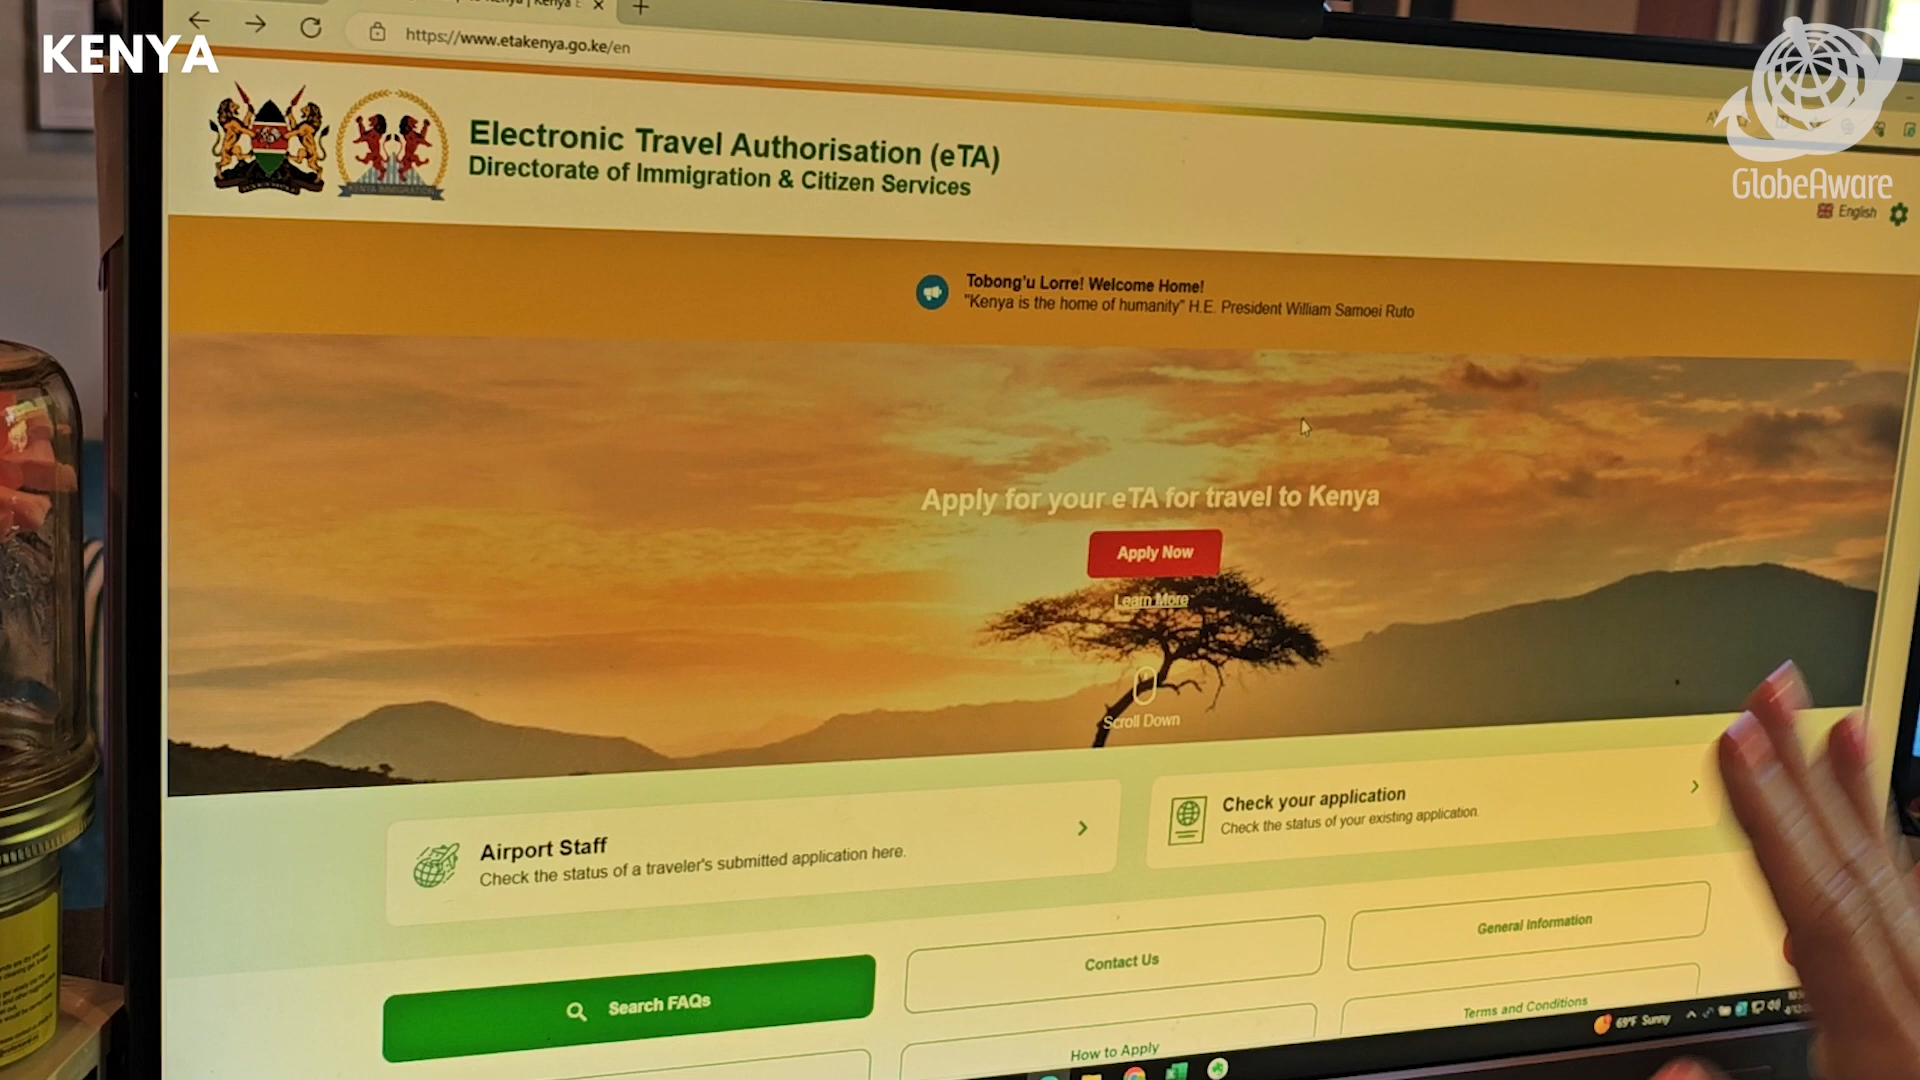 KENYA
https://www.etakenya.go.ke/en
GlobeAware
KENYA IMMIGRATION
Electronic Travel Authorisation (eTA)
Directorate of Immigration & Citizen Services
English
Tobong'u Lorre! Welcome Home!
"Kenya is the home of humanity" H.E. President William Samoei Ruto
Apply for your eTA for travel to Kenya
Apply Now
Learn More
Scroll Down
Airport Staff
Check the status of a traveler's submitted application here.
Check your application
Check the status of your existing application.
Search FAQs
Contact Us
General Information
How to Apply
Terms and Conditions
69°F Sunny